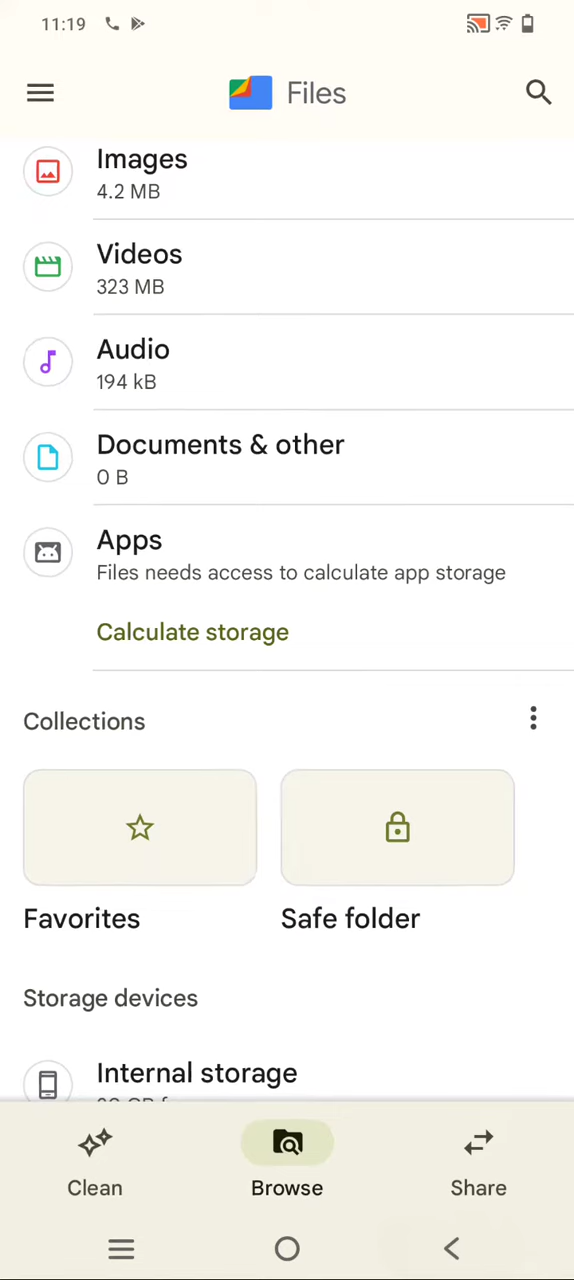 11:19
Files
Images
4.2 MB
Videos
323 MB
Audio
194 kB
Documents & other
0 B
Apps
Files needs access to calculate app storage
Calculate storage
Collections
Favorites
Safe folder
Storage devices
Internal storage
Clean
Browse
Share